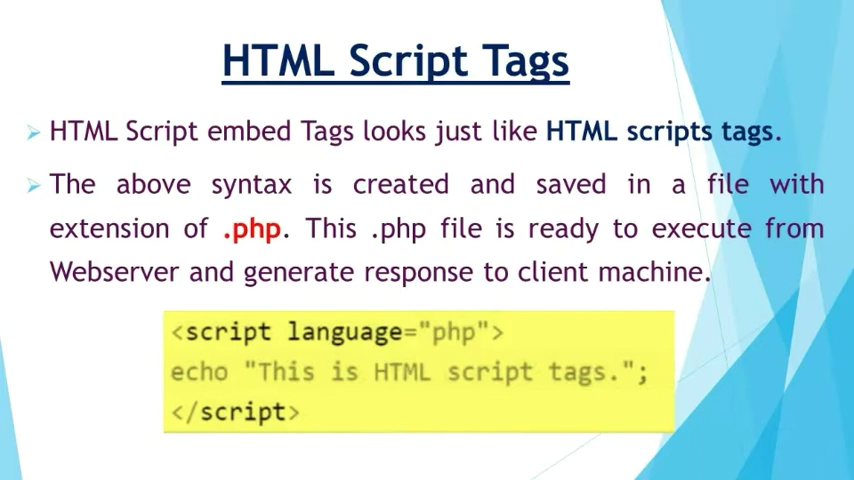 HTML Script Tags
HTML Script embed Tags looks just like HTML scripts tags.
The above syntax is created and saved in a file with
extension of .php. This .php file is ready to execute from
Webserver and generate response to client machine.
<script language="php">
echo "This is HTML script tags.";
</script>